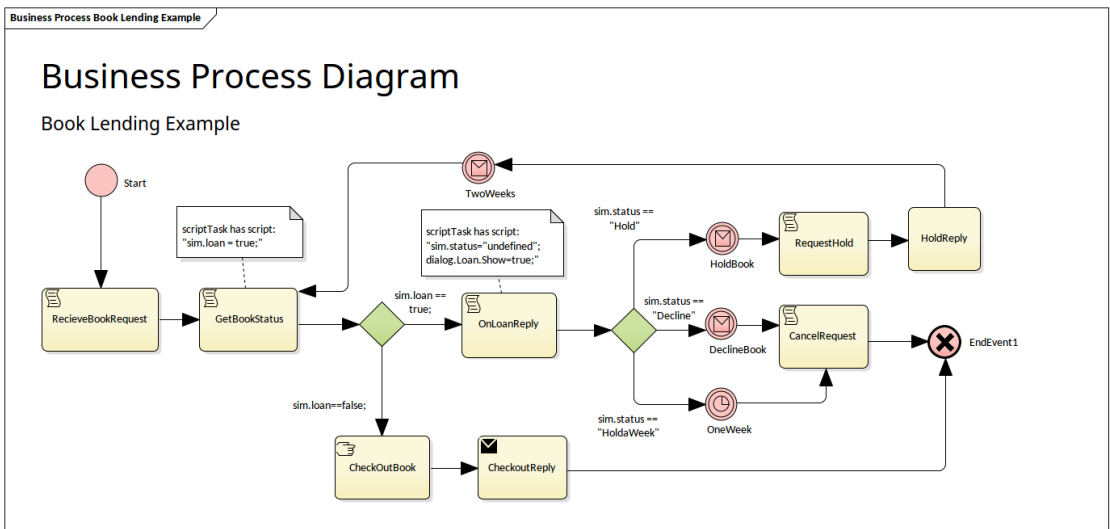 Business Process Book Lending Example
Business Process Diagram
Book Lending Example
Start
TwoWeeks
scriptTask has script:
"sim.loan = true;"
scriptTask has script:
"sim.status="undefined";
dialog.Loan.Show=true;"
sim.status ==
"Hold"
HoldBook
RequestHold
HoldReply
RecieveBookRequest
GetBookStatus
sim.loan ==
true;
OnLoanReply
sim.status ==
"Decline"
DeclineBook
CancelRequest
EndEvent1
sim.loan==false;
sim.status ==
"HoldaWeek"
OneWeek
CheckOutBook
CheckoutReply